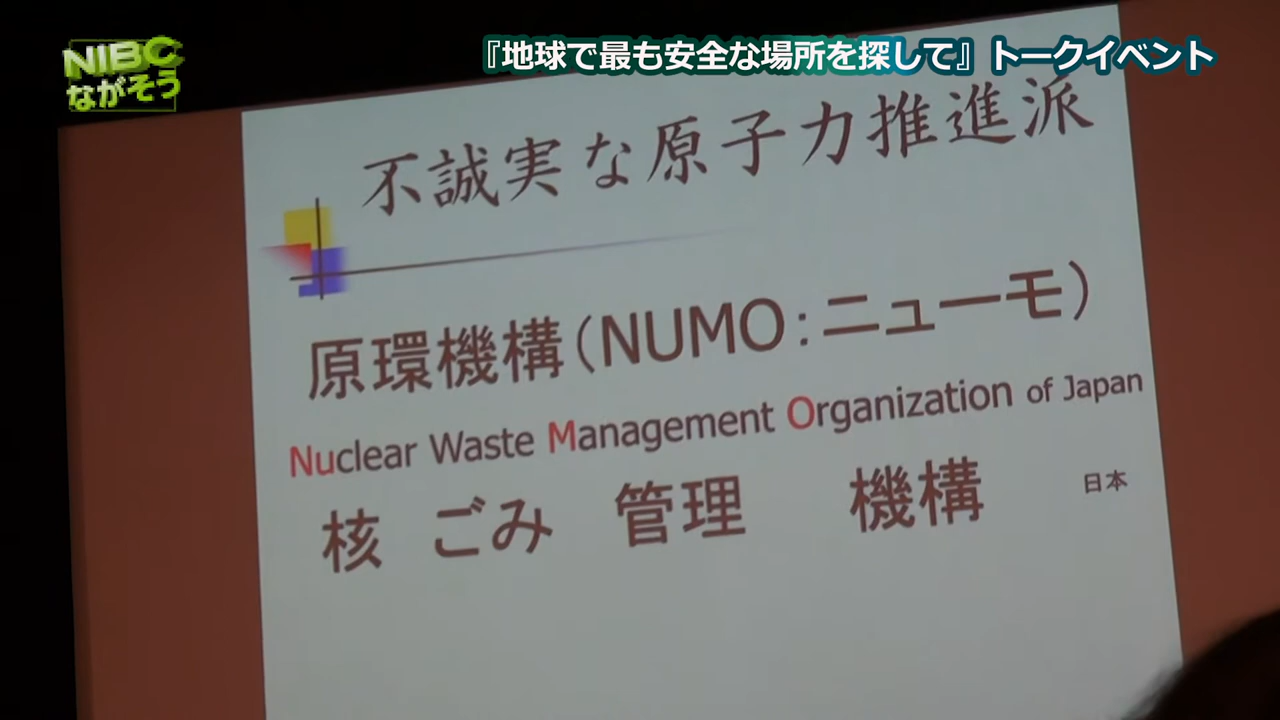 NIBC
ながそう
『地球で最も安全な場所を探して』トークイベント
不誠実な原子力推進派
原環機構(NUMO:ニューモ)
Nuclear Waste Management Organization of Japan
核 ごみ 管理 機構 日本